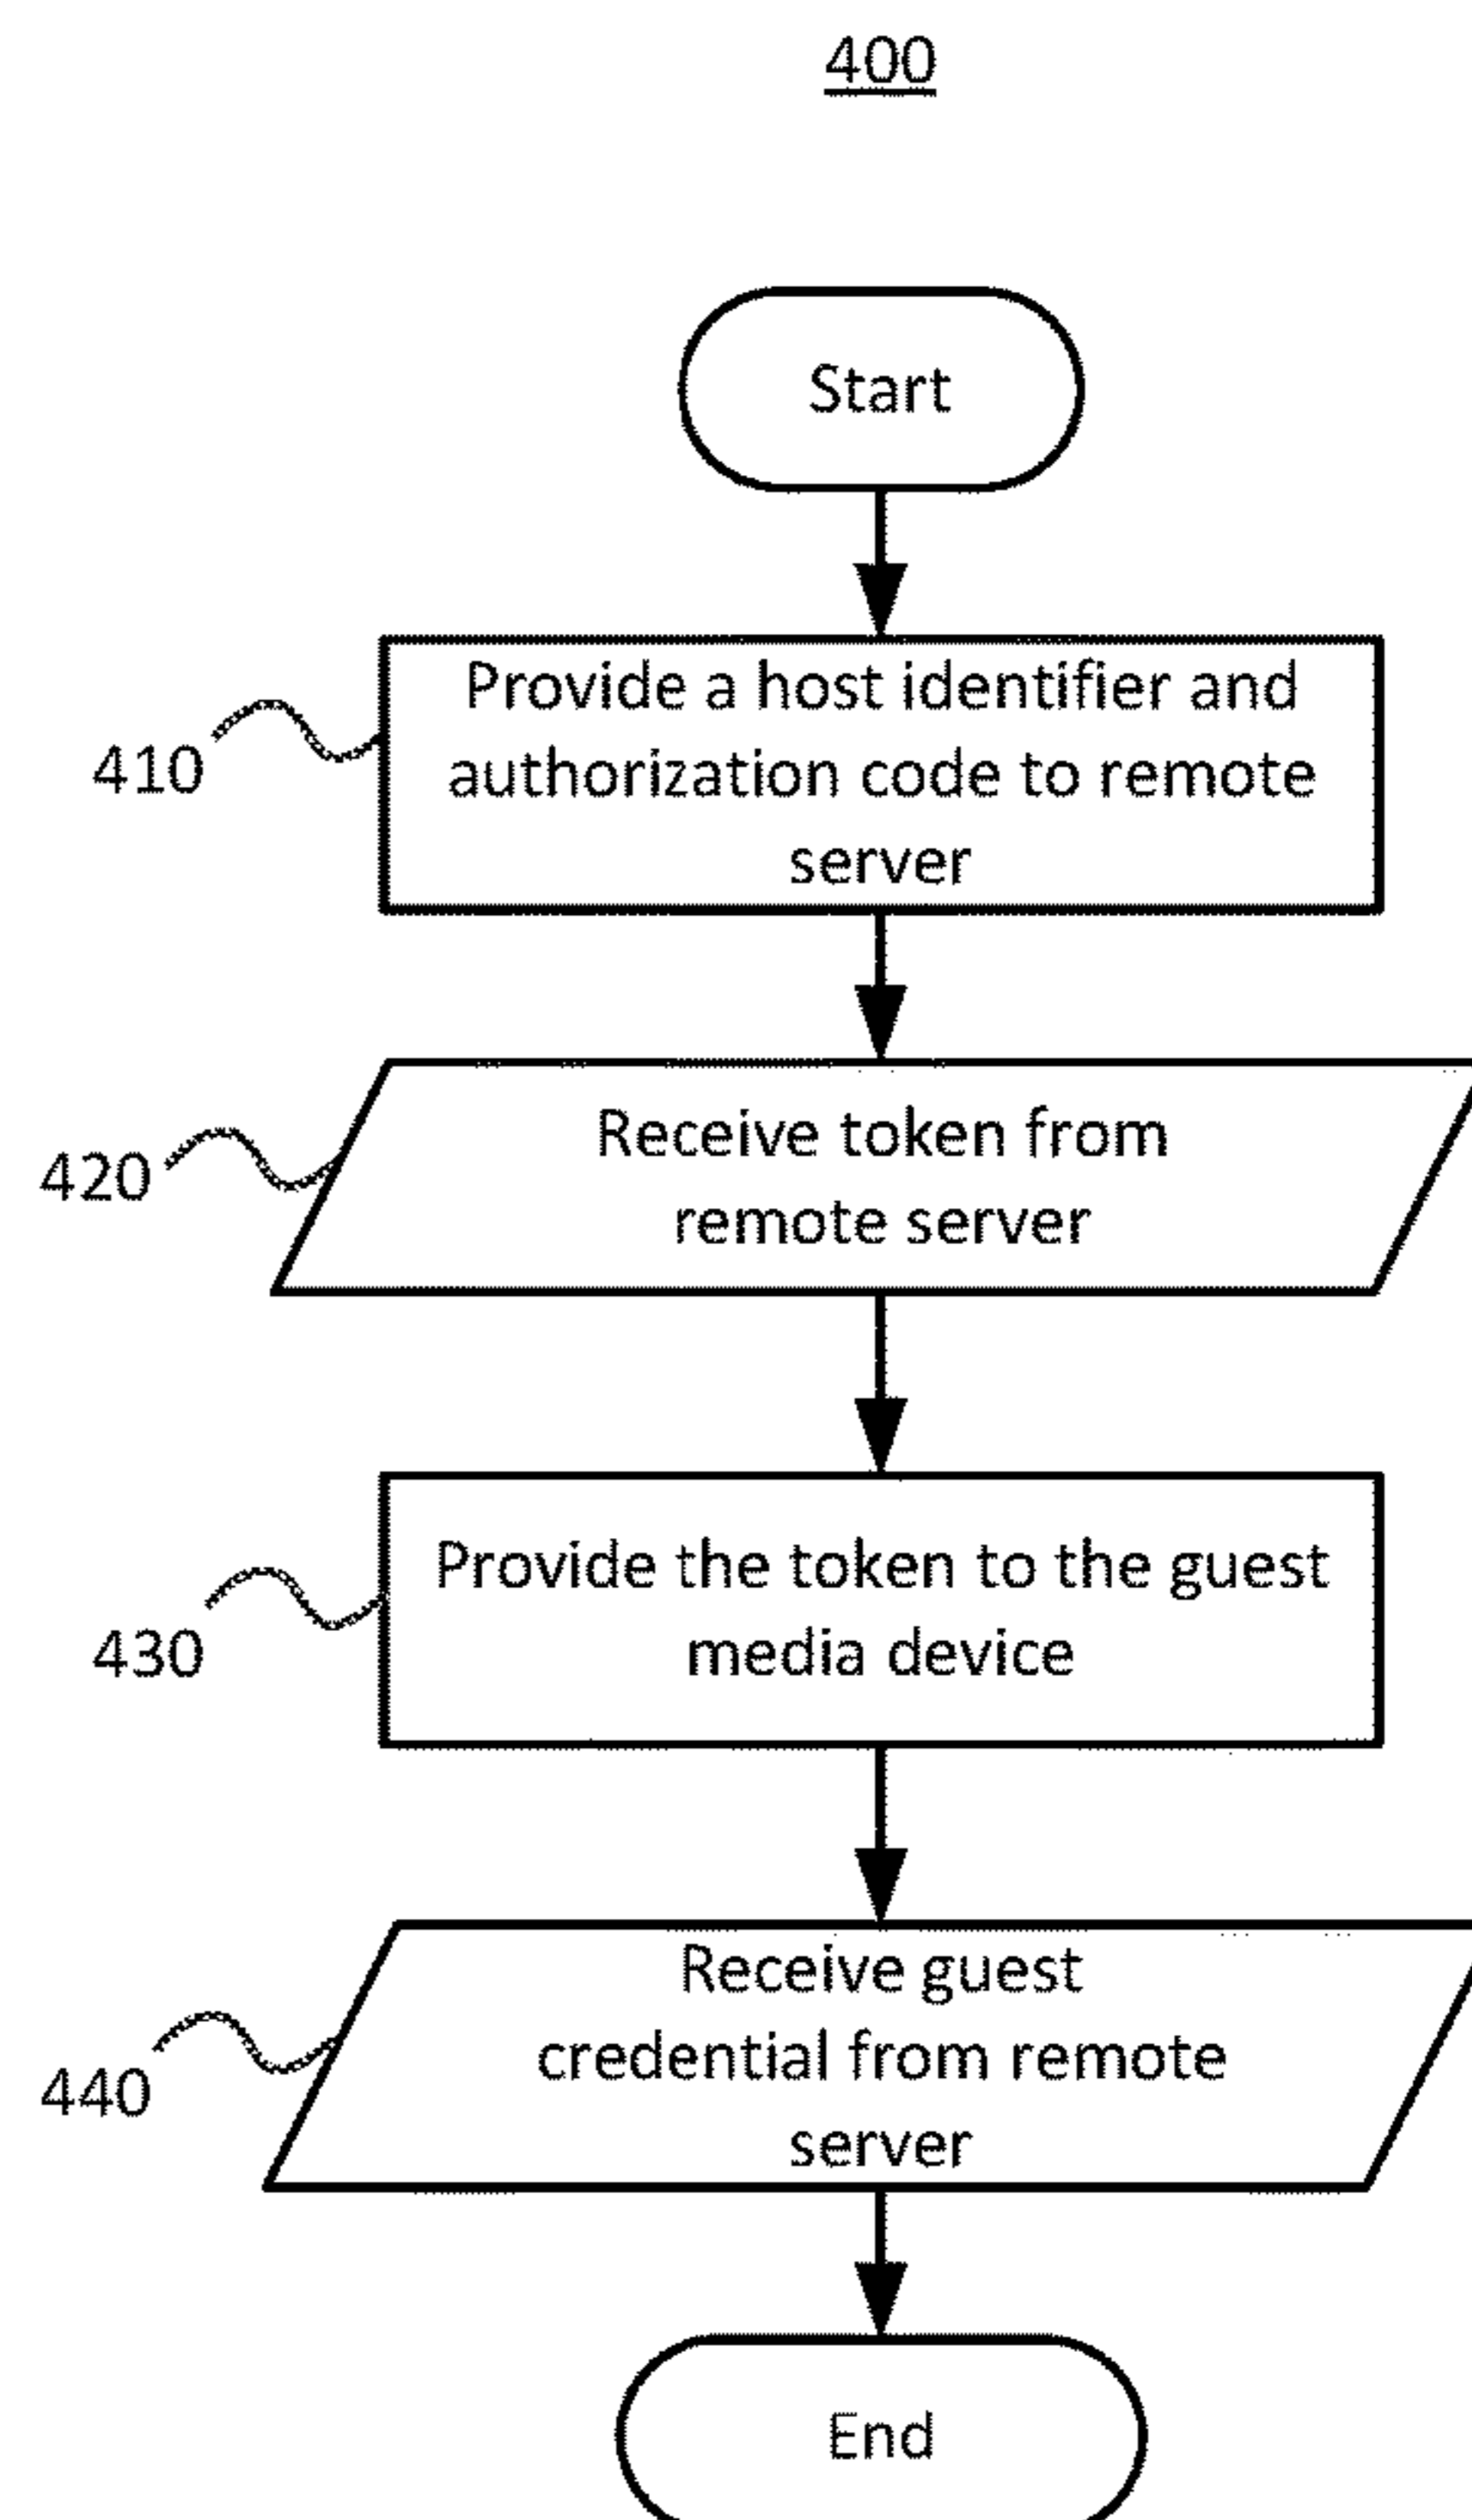 400
Start
410
Provide a host identifier and
authorization code to remote
server
420
Receive token from
remote server
430
Provide the token to the guest
media device
440
Receive guest
credential from remote
server
End